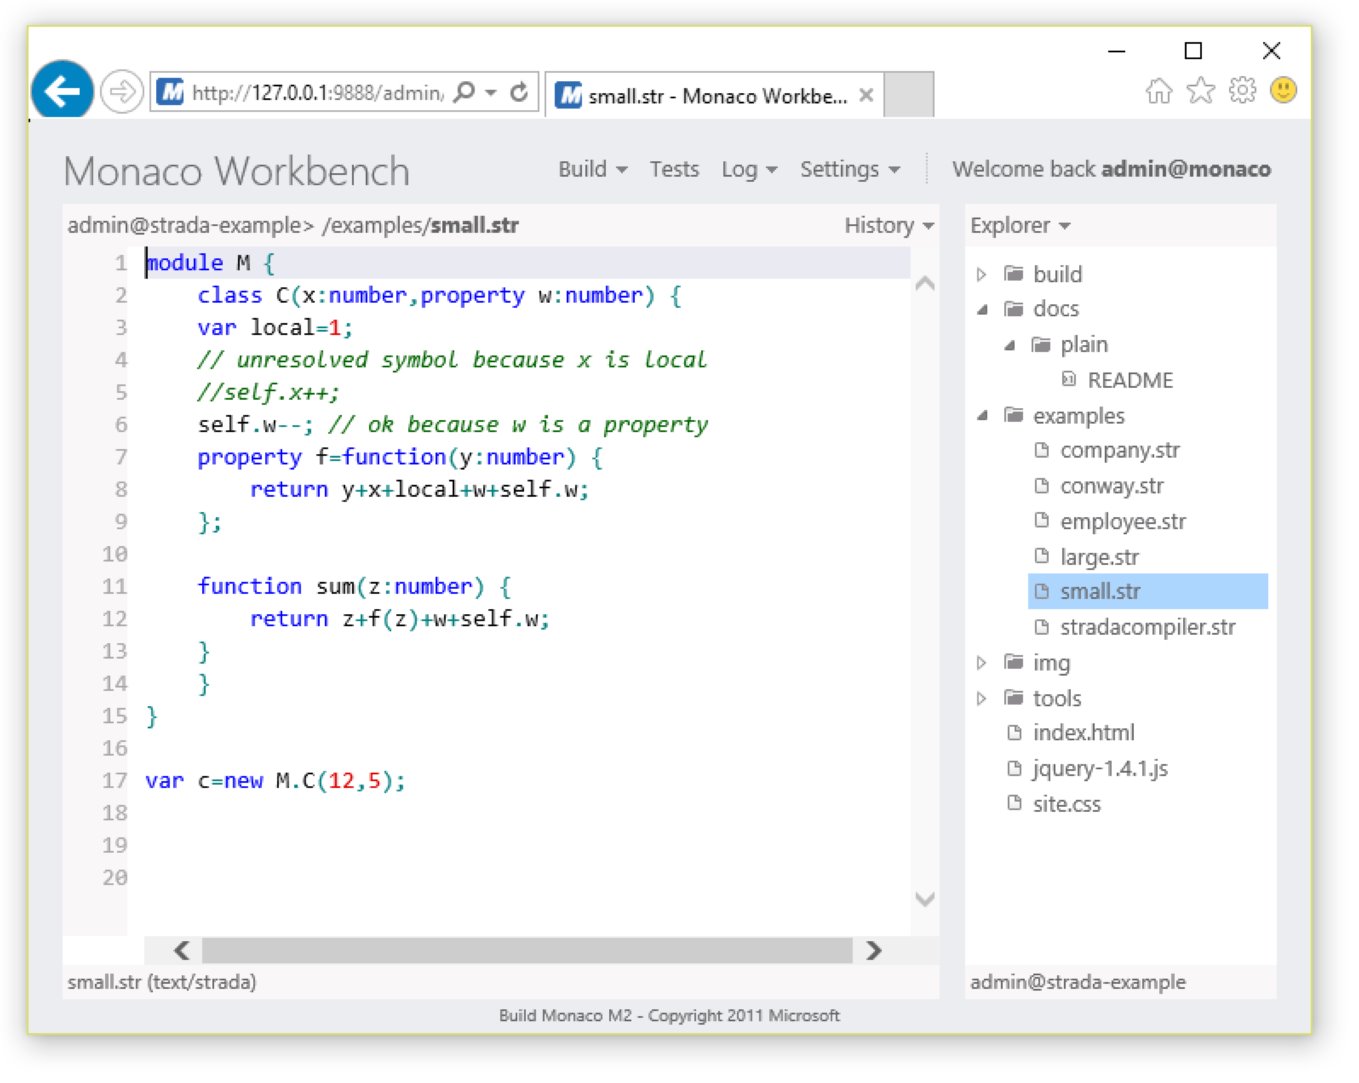 http://127.0.0.1:9888/admin,
small.str - Monaco Workbe...
Monaco Workbench
Build Tests Log Settings Welcome back admin@monaco
admin@strada-example> /examples/small.str History
1 module M {
2 class C(x:number,property w:number) {
3 var local=1;
4 // unresolved symbol because x is local
5 //self.x++;
6 self.w--; // ok because w is a property
7 property f=function(y:number) {
8 return y+x+local+w+self.w;
9 };
10
11 function sum(z:number) {
12 return z+f(z)+w+self.w;
13 }
14 }
15 }
16
17 var c=new M.C(12,5);
18
19
20
small.str (text/strada)
Explorer
build
docs
plain
README
examples
company.str
conway.str
employee.str
large.str
small.str
stradacompiler.str
img
tools
index.html
jquery-1.4.1.js
site.css
admin@strada-example
Build Monaco M2 - Copyright 2011 Microsoft